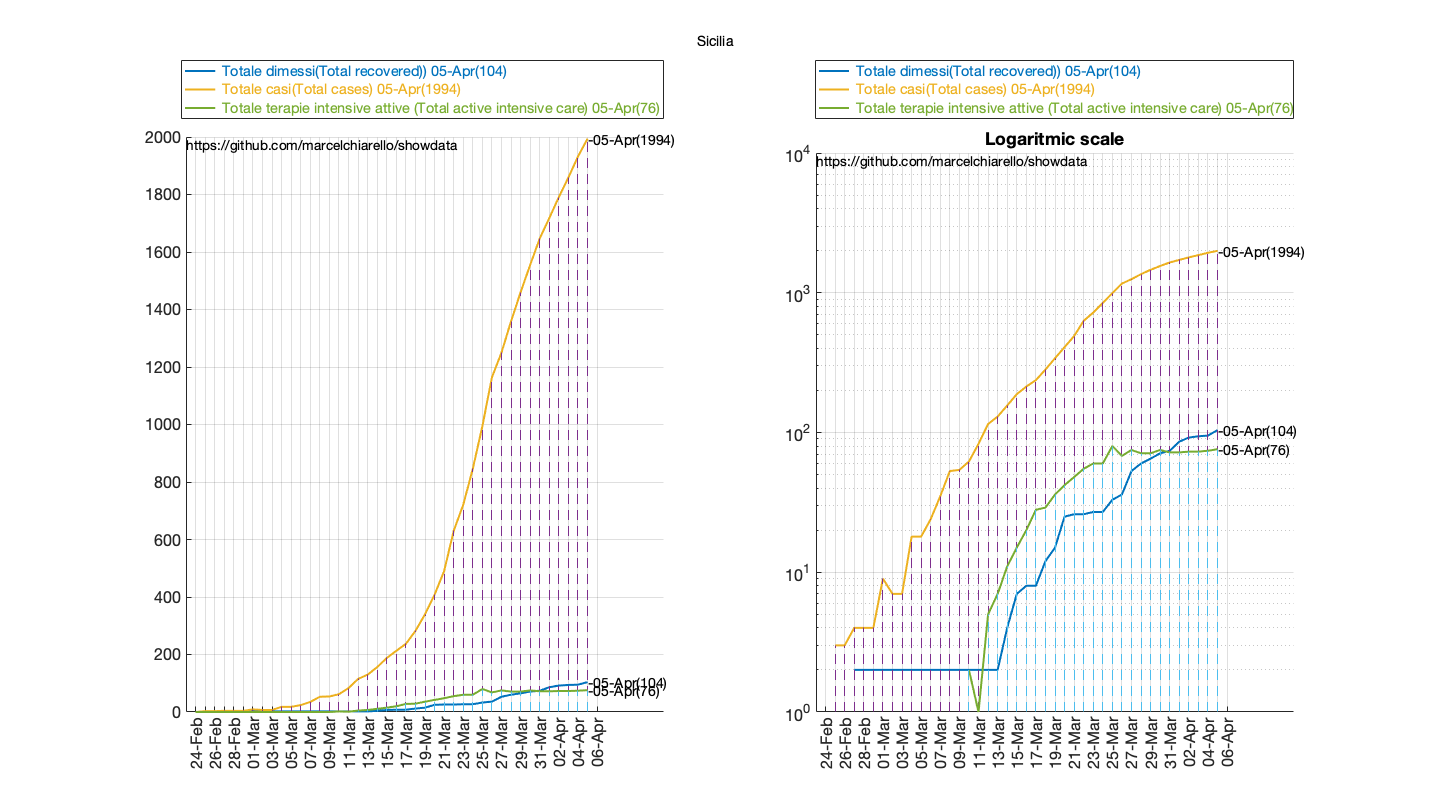 Sicilia
Totale dimessi(Total recovered)) 05-Apr(104)
Totale casi(Total cases) 05-Apr(1994)
Totale terapie intensive attive (Total active intensive care) 05-Apr(76)
https://github.com/marcelchiarello/showdata
2000
1800
1600
1400
1200
1000
800
600
400
200
0
-05-Apr(1994)
-05-Apr(104)
-05-Apr(76)
24-Feb
26-Feb
28-Feb
01-Mar
03-Mar
05-Mar
07-Mar
09-Mar
11-Mar
13-Mar
15-Mar
17-Mar
19-Mar
21-Mar
23-Mar
25-Mar
27-Mar
29-Mar
31-Mar
02-Apr
04-Apr
06-Apr
Totale dimessi(Total recovered)) 05-Apr(104)
Totale casi(Total cases) 05-Apr(1994)
Totale terapie intensive attive (Total active intensive care) 05-Apr(76)
Logaritmic scale
https://github.com/marcelchiarello/showdata
10^4
10^3
10^2
10^1
10^0
-05-Apr(1994)
-05-Apr(104)
-05-Apr(76)
24-Feb
26-Feb
28-Feb
01-Mar
03-Mar
05-Mar
07-Mar
09-Mar
11-Mar
13-Mar
15-Mar
17-Mar
19-Mar
21-Mar
23-Mar
25-Mar
27-Mar
29-Mar
31-Mar
02-Apr
04-Apr
06-Apr